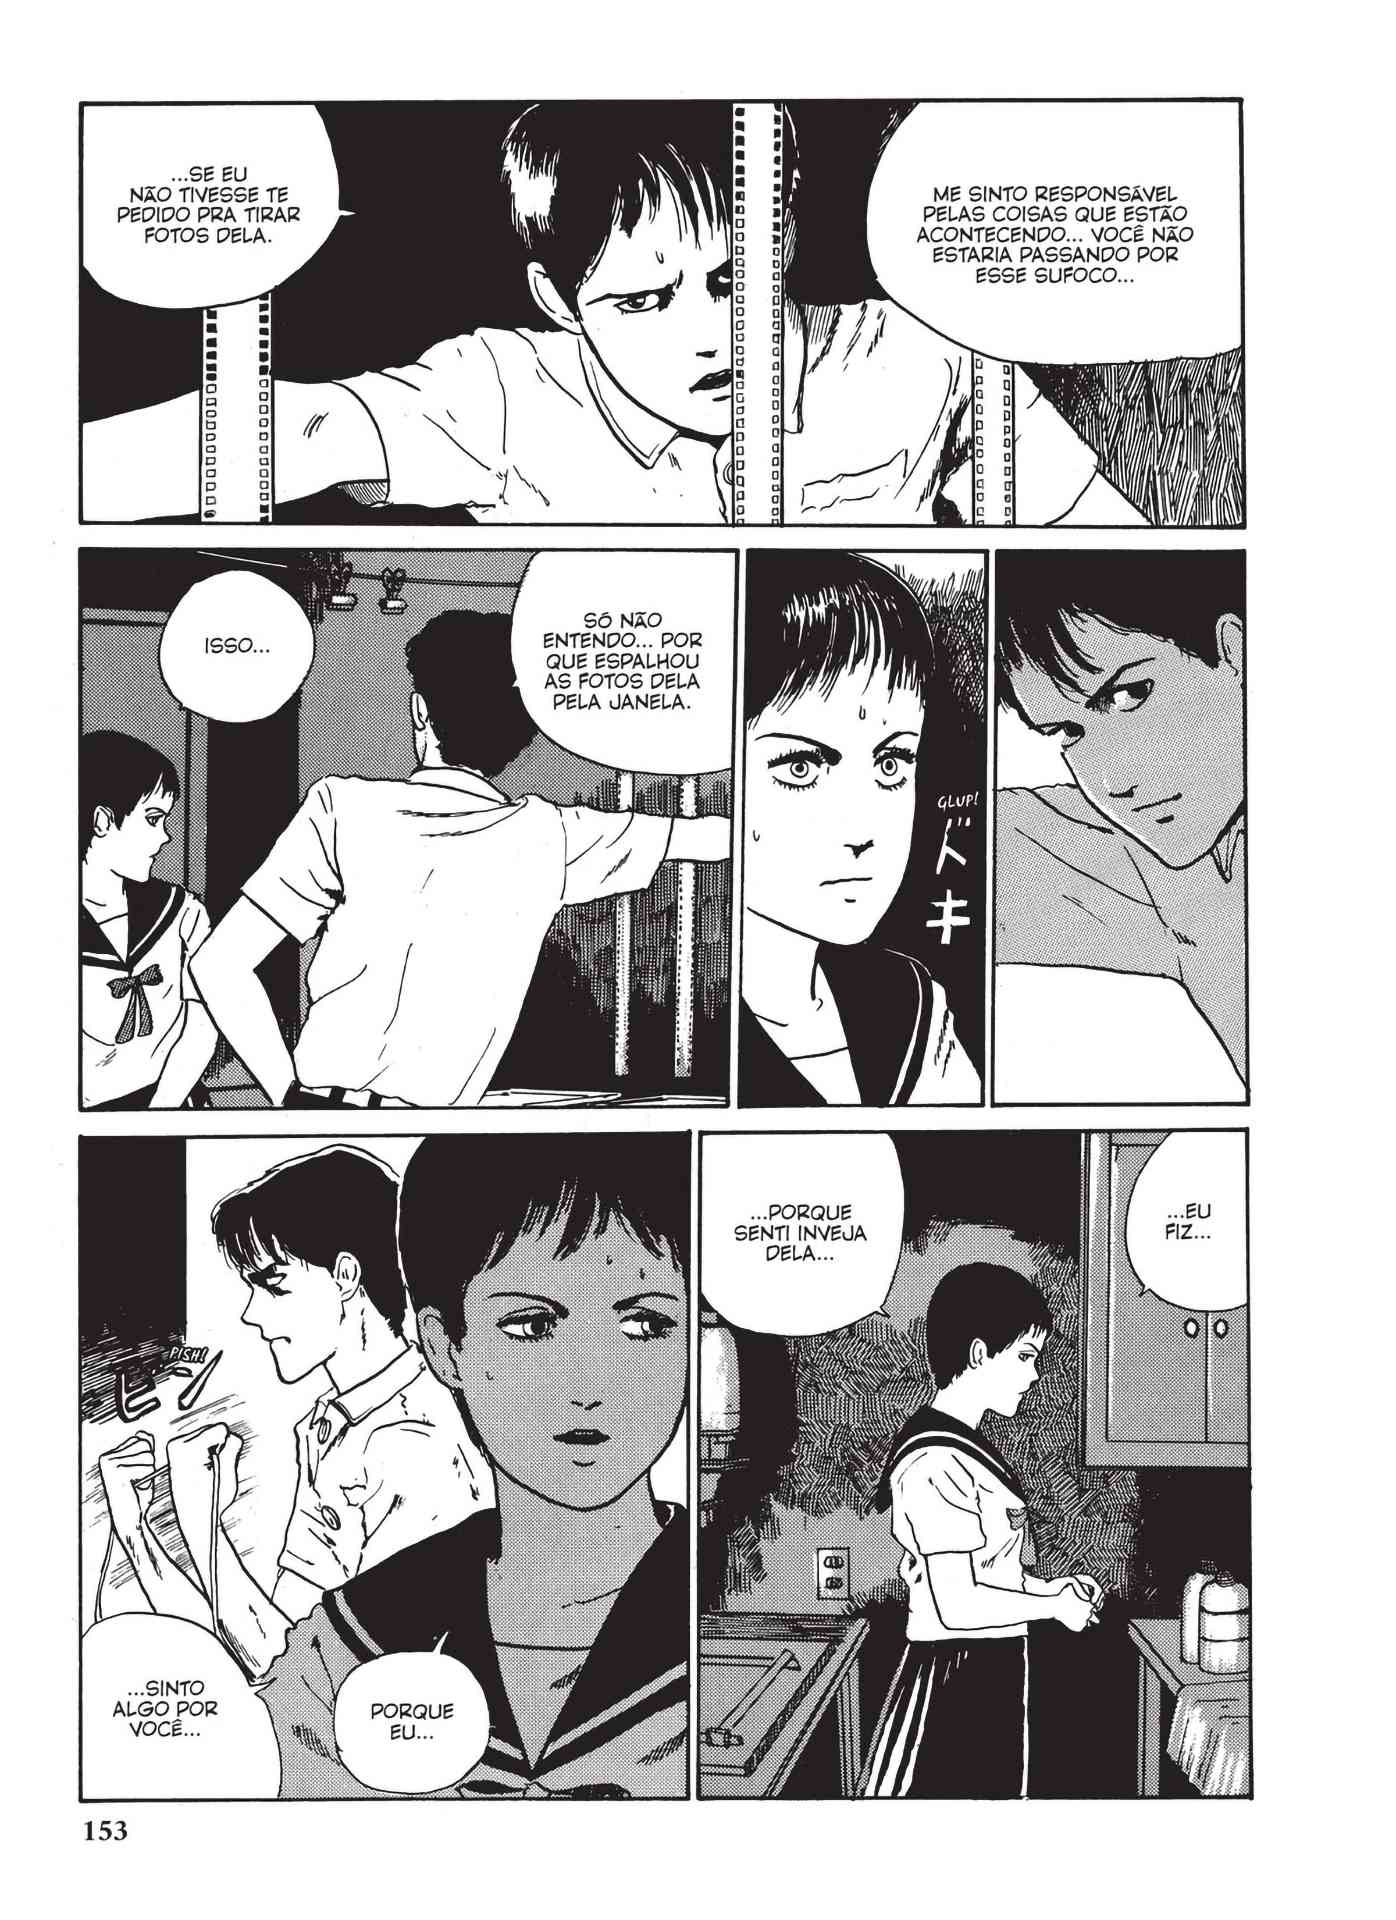 ME SINTO RESPONSÁVEL
PELAS COISAS QUE ESTÃO
ACONTECENDO... VOCÊ NÃO
ESTARIA PASSANDO POR
ESSE SUFOCO...
...SE EU
NÃO TIVESSE TE
PEDIDO PRA TIRAR
FOTOS DELA.
GLUP!
ドキ
SÓ NÃO
ENTENDO... POR
QUE ESPALHOU
AS FOTOS DELA
PELA JANELA.
ISSO...
...EU
FIZ...
...PORQUE
SENTI INVEJA
DELA...
PORQUE
EU...
PISH!
ピシ
...SINTO
ALGO POR
VOCÊ...
153